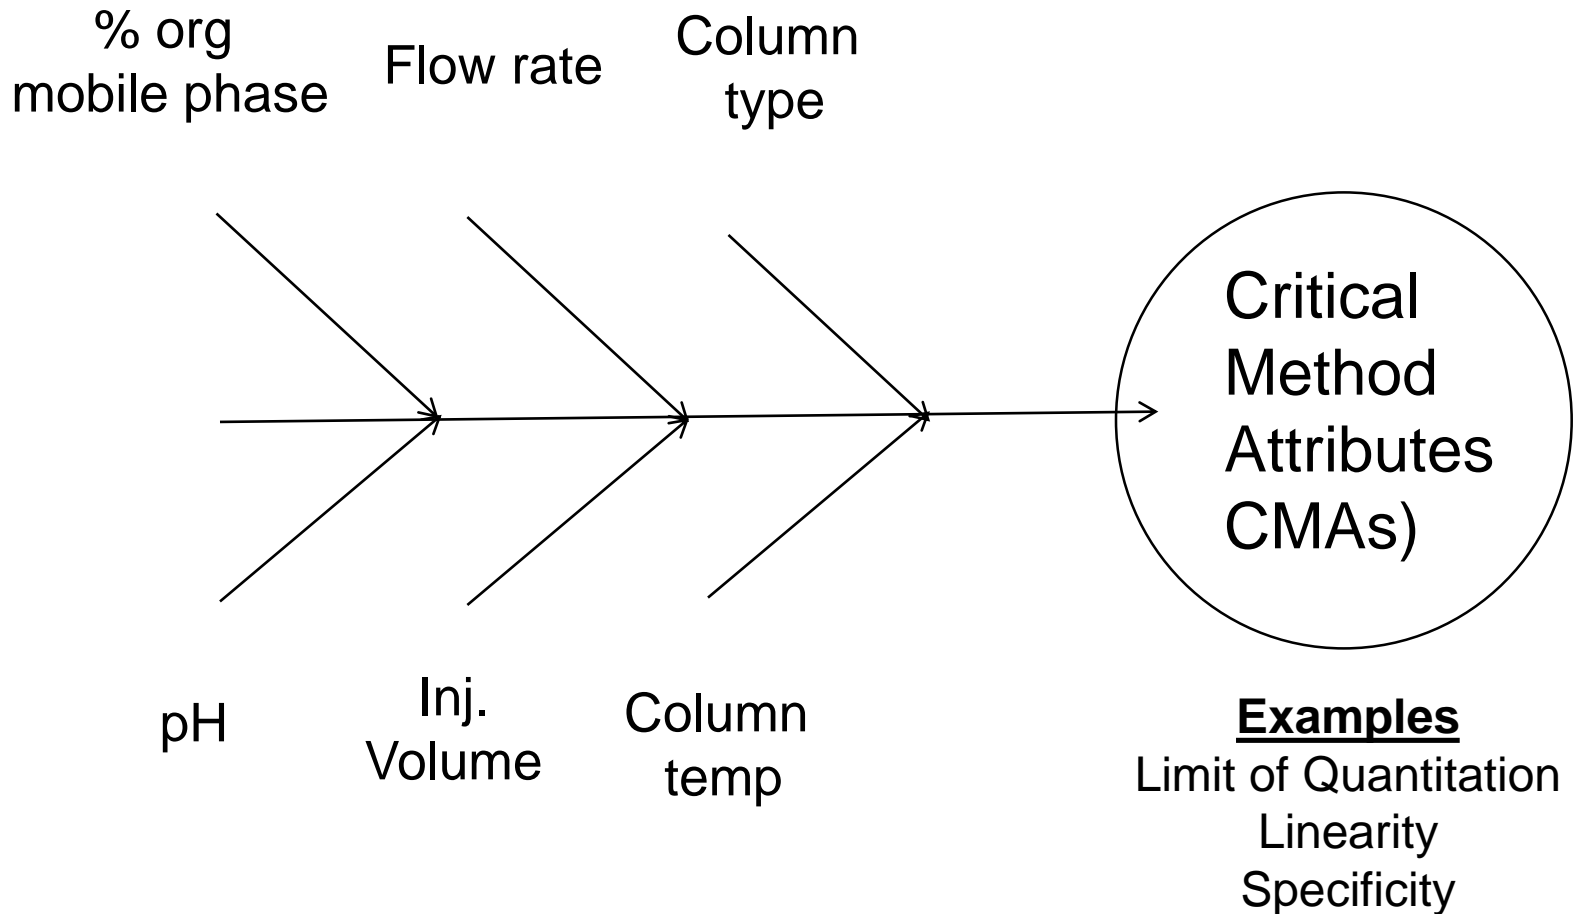 % org
mobile phase
Flow rate
Column
type
Critical
Method
Attributes
CMAs)
pH
Inj.
Volume
Column
temp
Examples
Limit of Quantitation
Linearity
Specificity